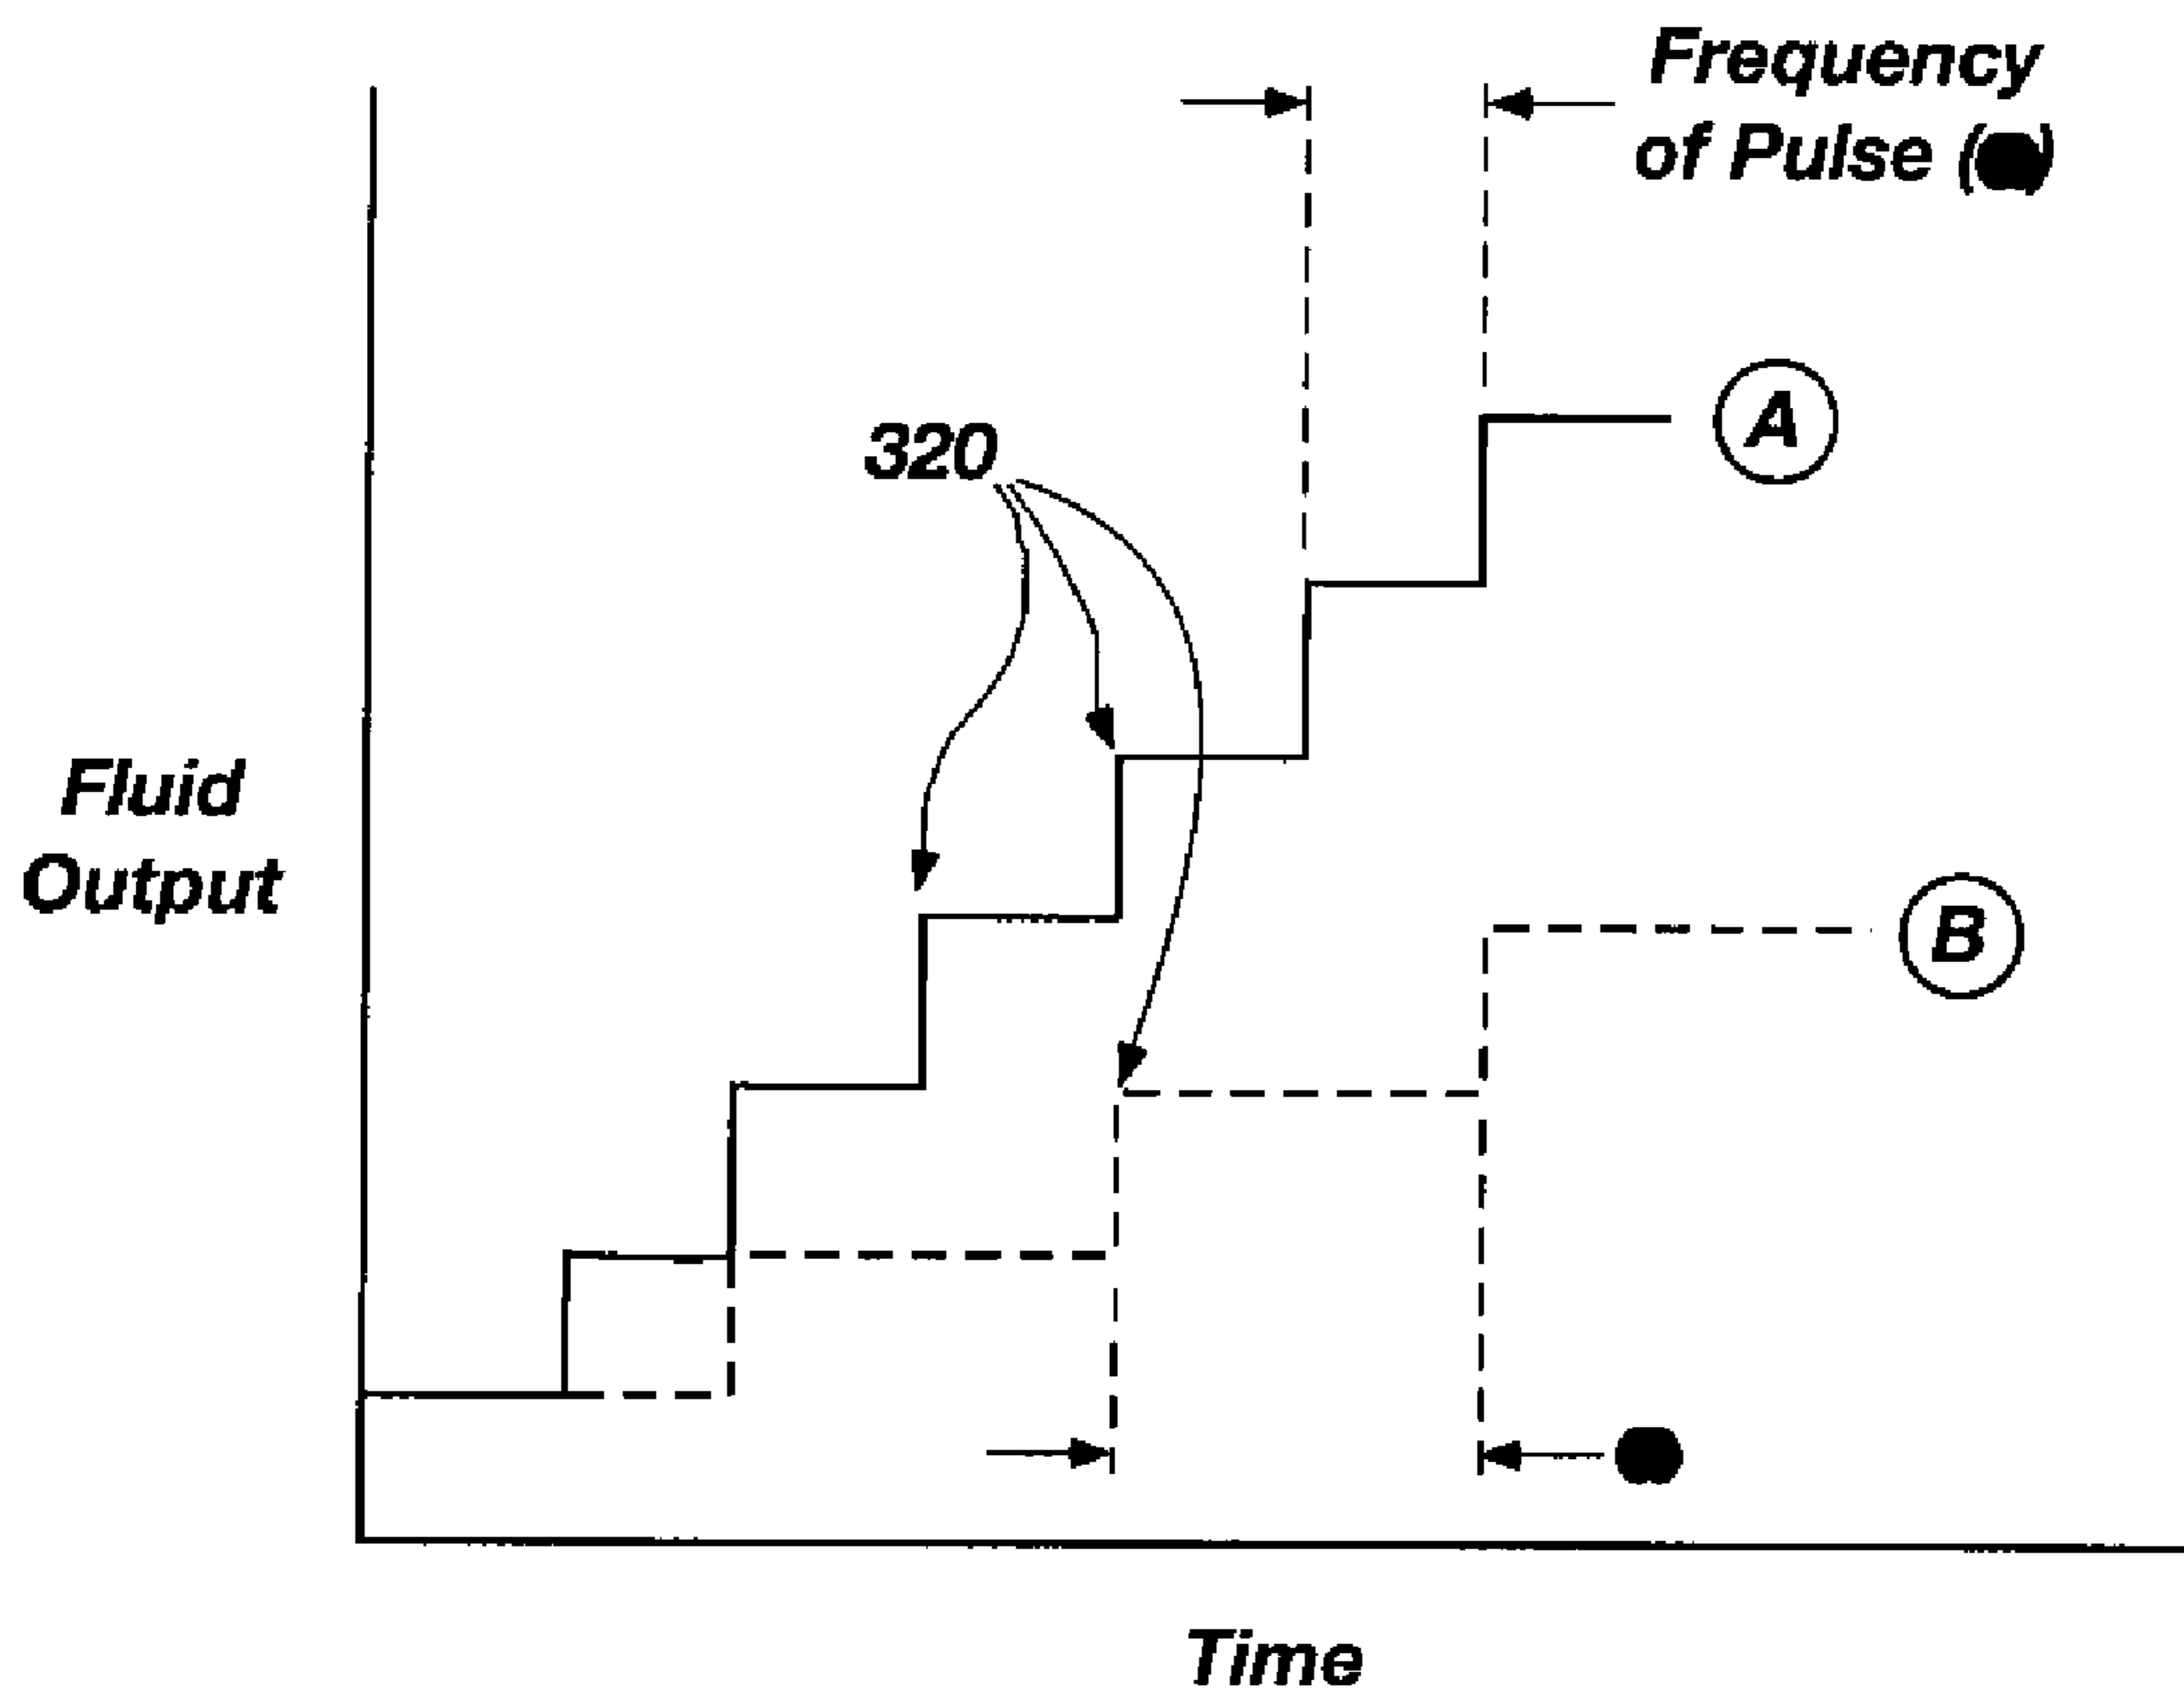 Frequency
of Pulse (●)
A
320
Fluid
Output
B
●
Time